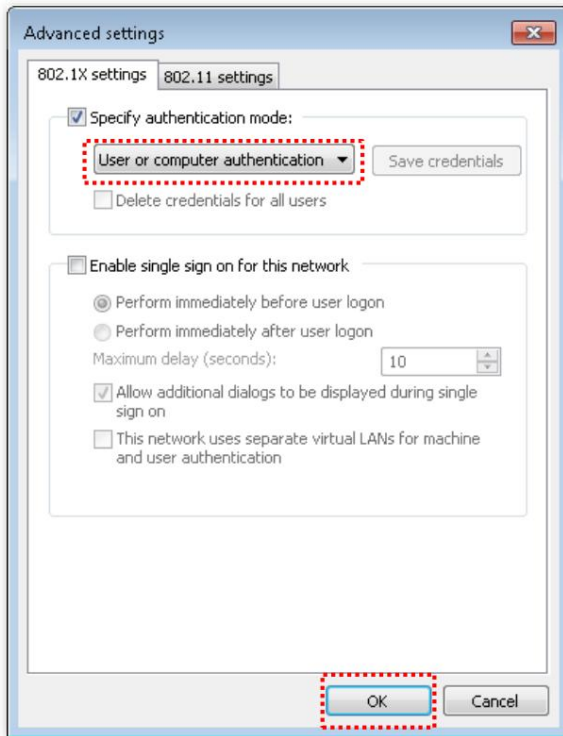 Advanced settings
802.1X settings
802.11 settings
Specify authentication mode:
User or computer authentication
Save credentials
Delete credentials for all users
Enable single sign on for this network
Perform immediately before user logon
Perform immediately after user logon
Maximum delay (seconds):
10
Allow additional dialogs to be displayed during single
sign on
This network uses separate virtual LANs for machine
and user authentication
OK
Cancel